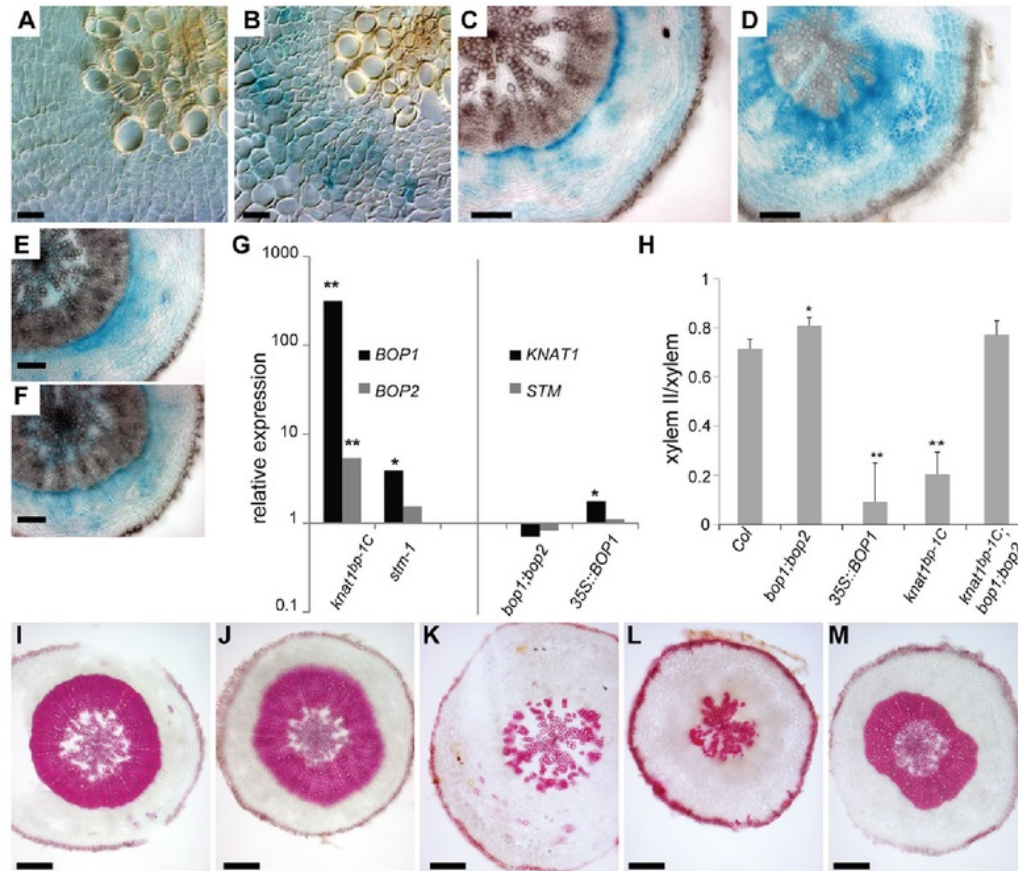 A
B
C
D
E
F
G
relative expression
1000
100
10
1
0.1
**
**
*
*
BOP1
BOP2
KNAT1
STM
knat1bp-1C
stm-1
bop1;bop2
35S::BOP1
H
xylem II/xylem
1
0.8
0.6
0.4
0.2
0
*
**
**
Col
bop1;bop2
35S::BOP1
knat1bp-1C
knat1bp-1C;
bop1;bop2
I
J
K
L
M